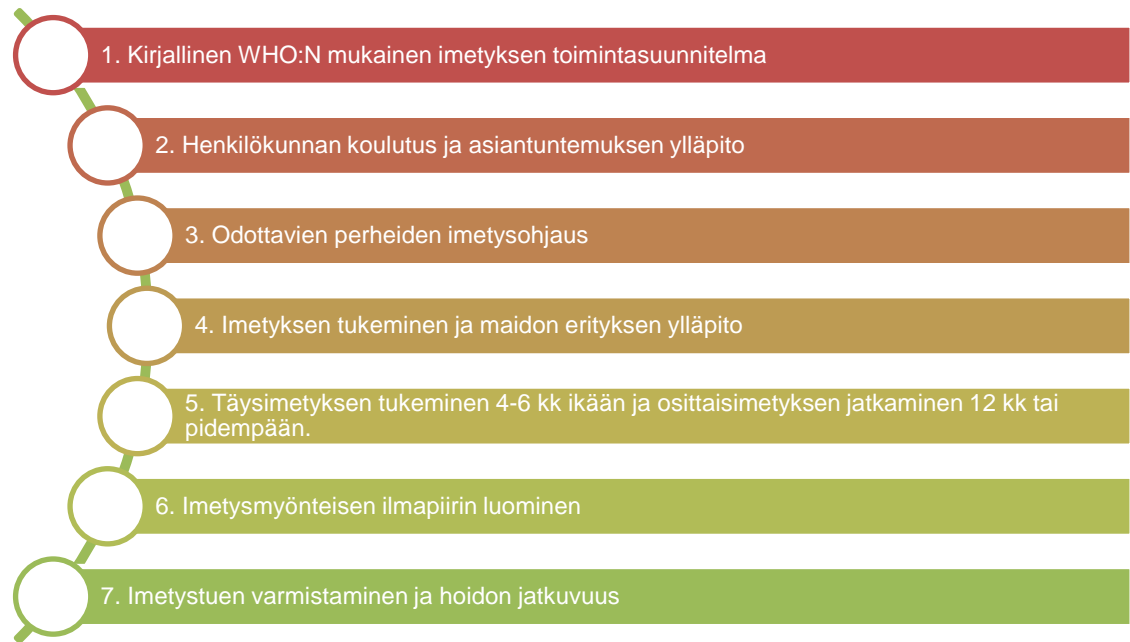 1. Kirjallinen WHO:N mukainen imetyksen toimintasuunnitelma
2. Henkilökunnan koulutus ja asiantuntemuksen ylläpito
3. Odottavien perheiden imetysohjaus
4. Imetyksen tukeminen ja maidon erityksen ylläpito
5. Täysimetyksen tukeminen 4-6 kk ikään ja osittaisimetyksen jatkaminen 12 kk tai
pidempään.
6. Imetysmyönteisen ilmapiirin luominen
7. Imetystuen varmistaminen ja hoidon jatkuvuus